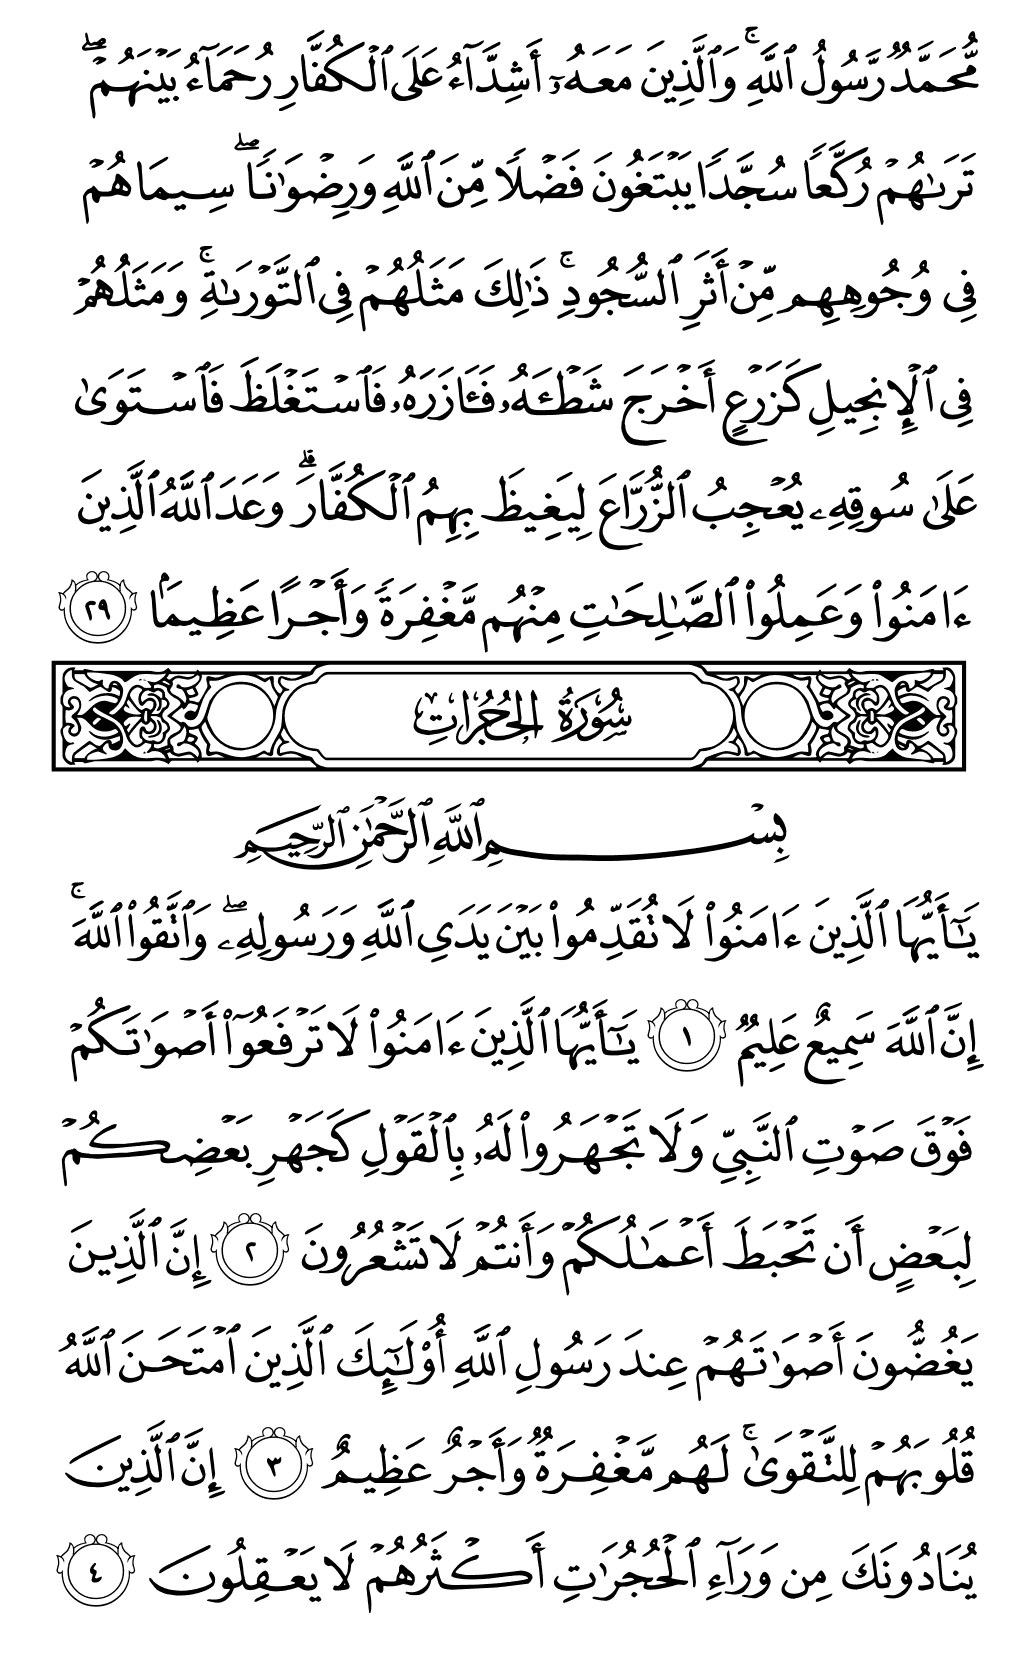 مُّحَمَّدٌ رَّسُولُ ٱللَّهِ ۚ وَٱلَّذِينَ مَعَهُۥٓ أَشِدَّآءُ عَلَى ٱلْكُفَّارِ رُحَمَآءُ بَيْنَهُمْ ۖ
تَرَىٰهُمْ رُكَّعًا سُجَّدًا يَبْتَغُونَ فَضْلًا مِّنَ ٱللَّهِ وَرِضْوَٰنًا ۖ سِيمَاهُمْ
فِى وُجُوهِهِم مِّنْ أَثَرِ ٱلسُّجُودِ ۚ ذَٰلِكَ مَثَلُهُمْ فِى ٱلتَّوْرَىٰةِ ۚ وَمَثَلُهُمْ
فِى ٱلْإِنجِيلِ كَزَرْعٍ أَخْرَجَ شَطْـَٔهُۥ فَـَٔازَرَهُۥ فَٱسْتَغْلَظَ فَٱسْتَوَىٰ
عَلَىٰ سُوقِهِۦ يُعْجِبُ ٱلزُّرَّاعَ لِيَغِيظَ بِهِمُ ٱلْكُفَّارَ ۗ وَعَدَ ٱللَّهُ ٱلَّذِينَ
ءَامَنُوا۟ وَعَمِلُوا۟ ٱلصَّٰلِحَٰتِ مِنْهُم مَّغْفِرَةً وَأَجْرًا عَظِيمًۢا ٢٩
سُورَةُ الحُجُرَاتِ
بِسْمِ ٱللَّهِ ٱلرَّحْمَٰنِ ٱلرَّحِيمِ
يَٰٓأَيُّهَا ٱلَّذِينَ ءَامَنُوا۟ لَا تُقَدِّمُوا۟ بَيْنَ يَدَىِ ٱللَّهِ وَرَسُولِهِۦ ۖ وَٱتَّقُوا۟ ٱللَّهَ ۚ
إِنَّ ٱللَّهَ سَمِيعٌ عَلِيمٌ ١ يَٰٓأَيُّهَا ٱلَّذِينَ ءَامَنُوا۟ لَا تَرْفَعُوٓا۟ أَصْوَٰتَكُمْ
فَوْقَ صَوْتِ ٱلنَّبِىِّ وَلَا تَجْهَرُوا۟ لَهُۥ بِٱلْقَوْلِ كَجَهْرِ بَعْضِكُمْ
لِبَعْضٍ أَن تَحْبَطَ أَعْمَٰلُكُمْ وَأَنتُمْ لَا تَشْعُرُونَ ٢ إِنَّ ٱلَّذِينَ
يَغُضُّونَ أَصْوَٰتَهُمْ عِندَ رَسُولِ ٱللَّهِ أُو۟لَٰٓئِكَ ٱلَّذِينَ ٱمْتَحَنَ ٱللَّهُ
قُلُوبَهُمْ لِلتَّقْوَىٰ ۚ لَهُم مَّغْفِرَةٌ وَأَجْرٌ عَظِيمٌ ٣ إِنَّ ٱلَّذِينَ
يُنَادُونَكَ مِن وَرَآءِ ٱلْحُجُرَٰتِ أَكْثَرُهُمْ لَا يَعْقِلُونَ ٤